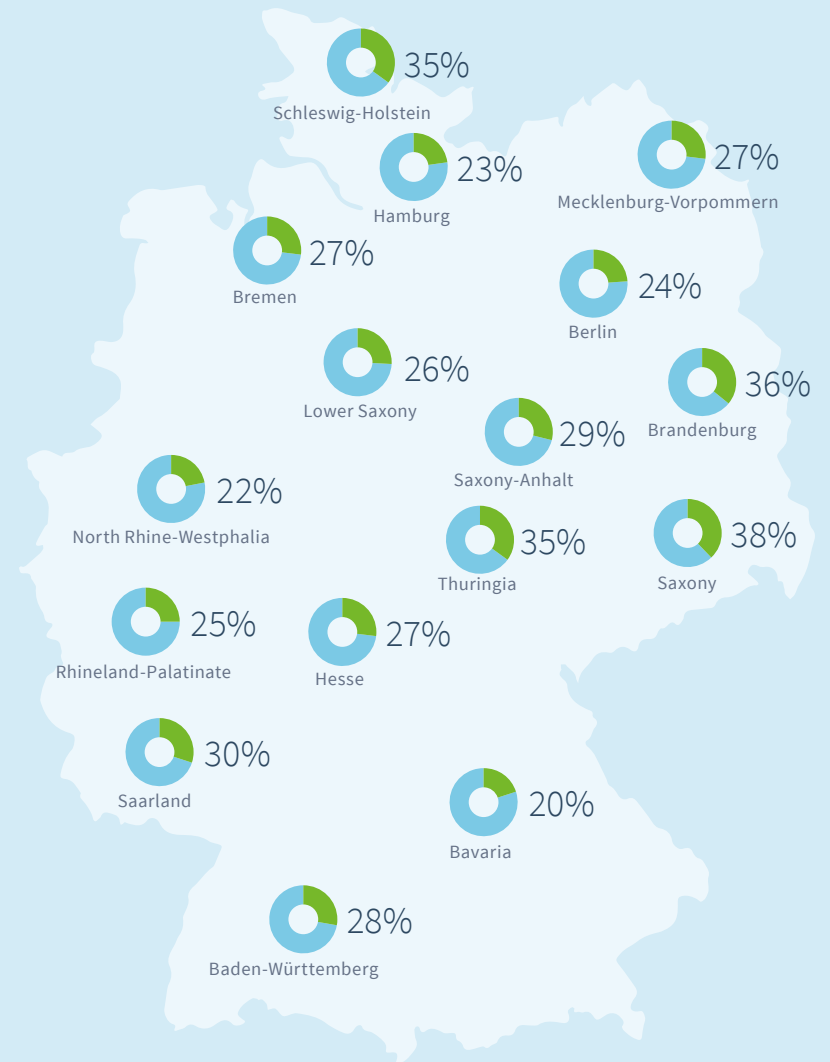 35%
Schleswig-Holstein
23%
Hamburg
27%
Mecklenburg-Vorpommern
27%
Bremen
24%
Berlin
26%
Lower Saxony
36%
Brandenburg
29%
Saxony-Anhalt
22%
North Rhine-Westphalia
35%
Thuringia
38%
Saxony
25%
Rhineland-Palatinate
27%
Hesse
30%
Saarland
20%
Bavaria
28%
Baden-Württemberg